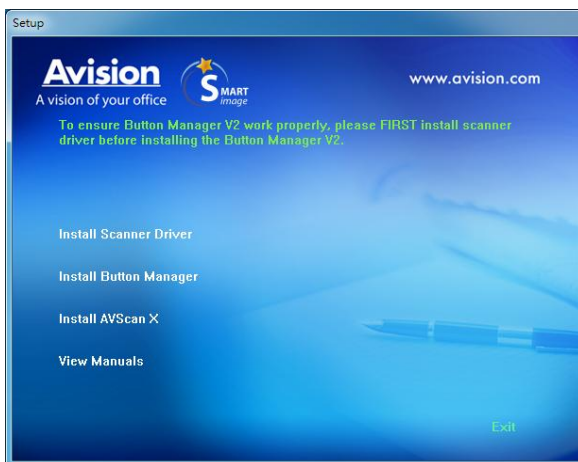 Setup
Avision
A vision of your office
SMART
image
www.avision.com
To ensure Button Manager V2 work properly, please FIRST install scanner
driver before installing the Button Manager V2.
Install Scanner Driver
Install Button Manager
Install AVScan X
View Manuals
Exit